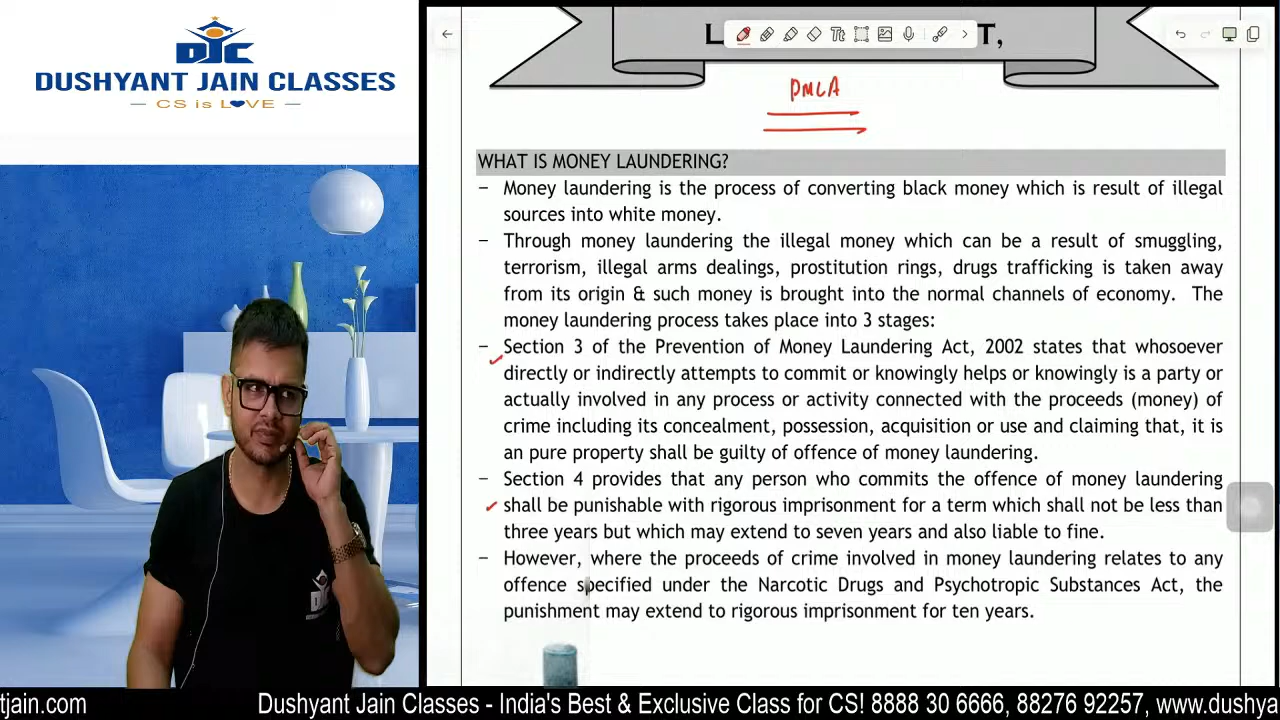 DJC
DUSHYANT JAIN CLASSES
— CS is LOVE —
T,
PMLA
WHAT IS MONEY LAUNDERING?
– Money laundering is the process of converting black money which is result of illegal
sources into white money.
– Through money laundering the illegal money which can be a result of smuggling,
terrorism, illegal arms dealings, prostitution rings, drugs trafficking is taken away
from its origin & such money is brought into the normal channels of economy. The
money laundering process takes place into 3 stages:
– Section 3 of the Prevention of Money Laundering Act, 2002 states that whosoever
directly or indirectly attempts to commit or knowingly helps or knowingly is a party or
actually involved in any process or activity connected with the proceeds (money) of
crime including its concealment, possession, acquisition or use and claiming that, it is
an pure property shall be guilty of offence of money laundering.
– Section 4 provides that any person who commits the offence of money laundering
shall be punishable with rigorous imprisonment for a term which shall not be less than
three years but which may extend to seven years and also liable to fine.
– However, where the proceeds of crime involved in money laundering relates to any
offence specified under the Narcotic Drugs and Psychotropic Substances Act, the
punishment may extend to rigorous imprisonment for ten years.
tjain.com Dushyant Jain Classes - India's Best & Exclusive Class for CS! 8888 30 6666, 88276 92257, www.dushya